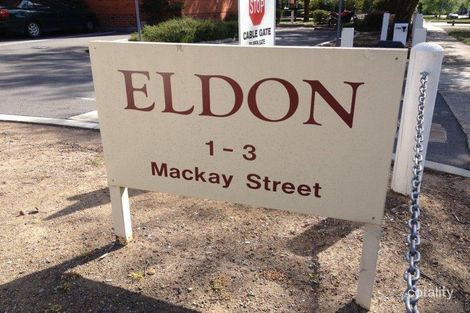 STOP
CABLE GATE
ELDON
1-3
Mackay Street